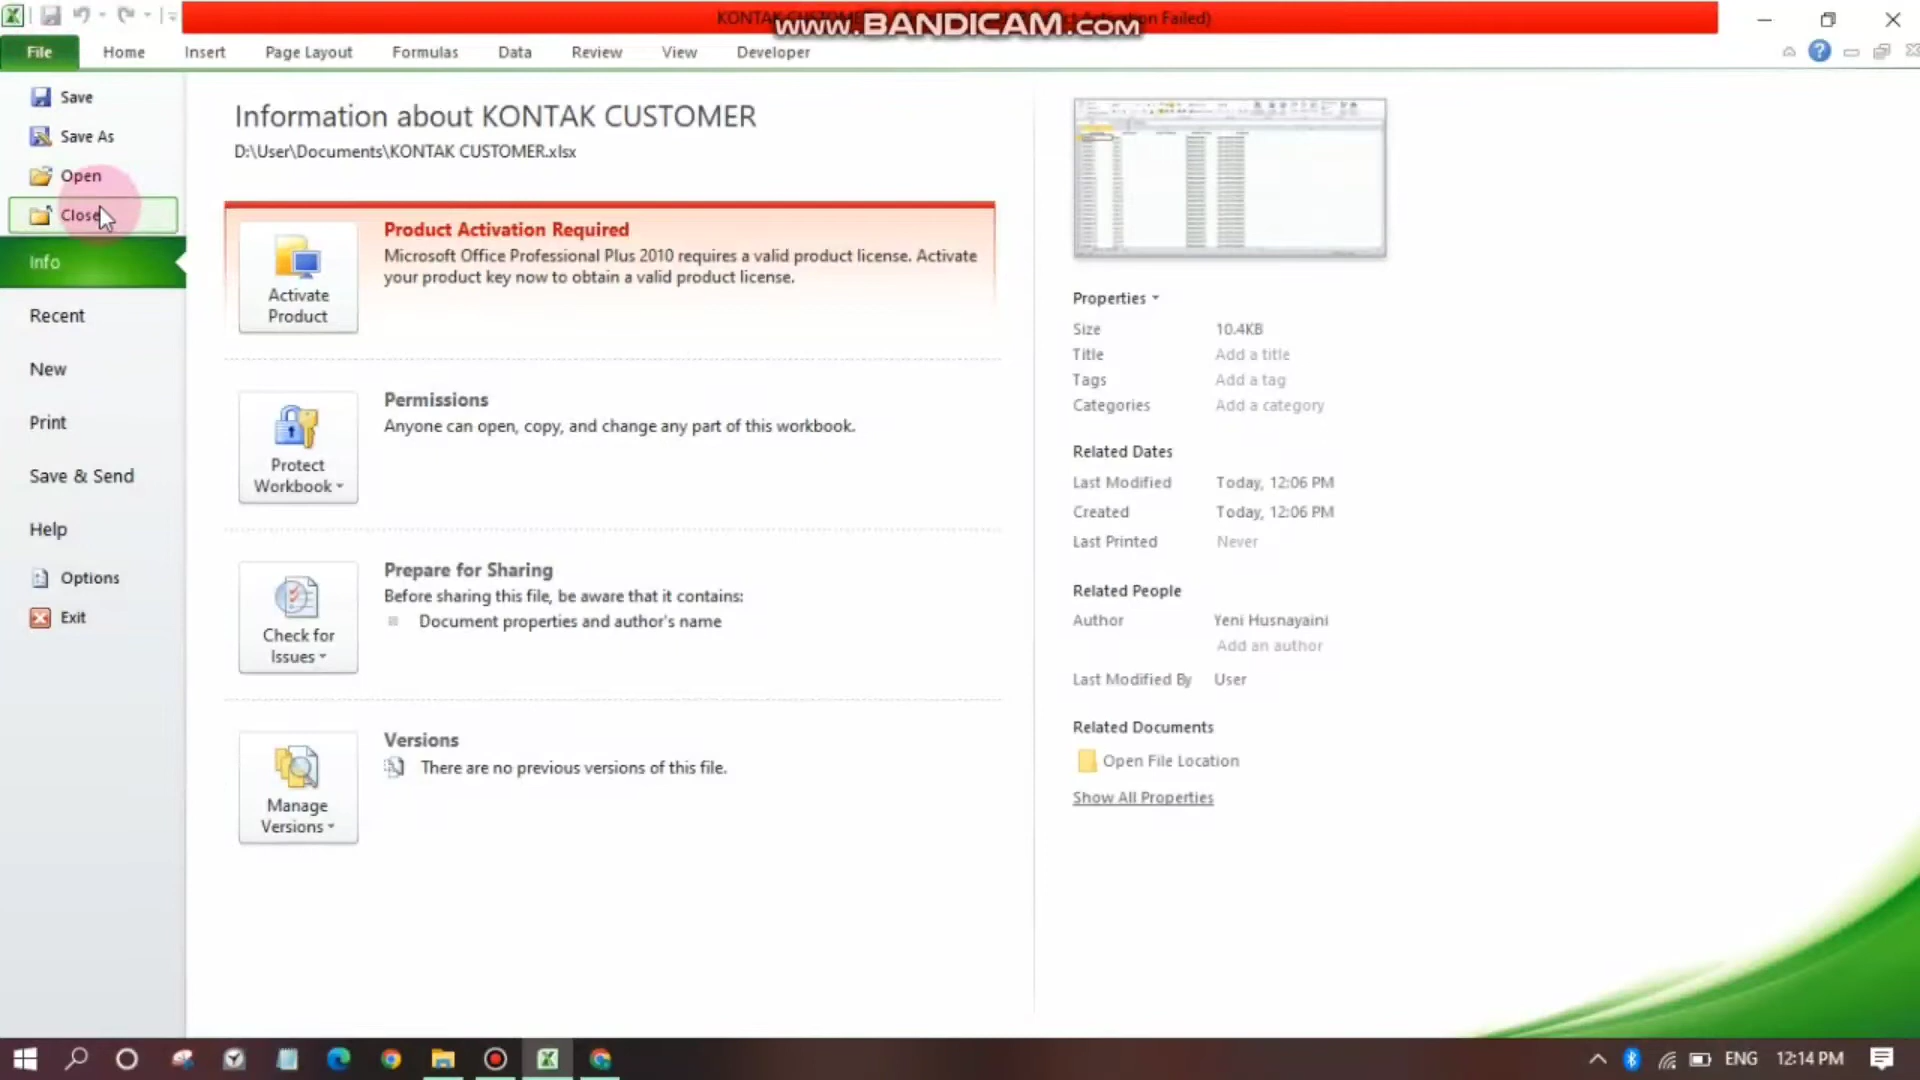 KONTAK CUSTOMER
Failed)
www.BANDICAM.com
File
Home
Insert
Page Layout
Formulas
Data
Review
View
Developer
Save
Save As
Open
Close
Info
Recent
New
Print
Save & Send
Help
Options
Exit
Information about KONTAK CUSTOMER
D:\User\Documents\KONTAK CUSTOMER.xlsx
Activate
Product
Product Activation Required
Microsoft Office Professional Plus 2010 requires a valid product license. Activate
your product key now to obtain a valid product license.
Protect
Workbook
Permissions
Anyone can open, copy, and change any part of this workbook.
Check for
Issues
Prepare for Sharing
Before sharing this file, be aware that it contains:
Document properties and author's name
Manage
Versions
Versions
There are no previous versions of this file.
Properties
Size 10.4KB
Title Add a title
Tags Add a tag
Categories Add a category
Related Dates
Last Modified Today, 12:06 PM
Created Today, 12:06 PM
Last Printed Never
Related People
Author Yeni Husnayaini
Add an author
Last Modified By User
Related Documents
Open File Location
Show All Properties
ENG
12:14 PM